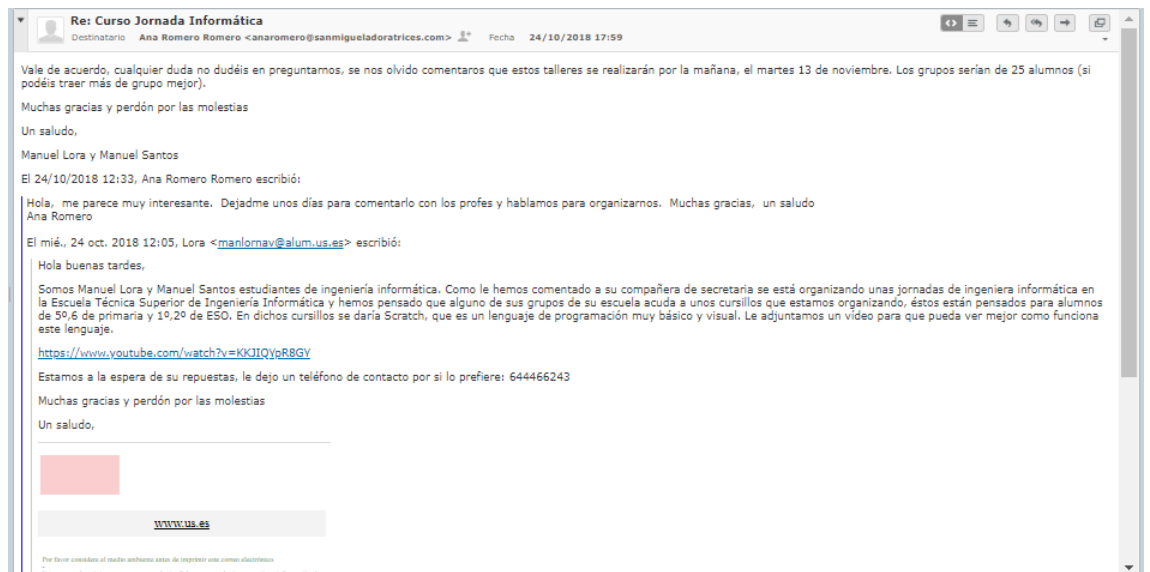 Re: Curso Jornada Informática
Destinatario Ana Romero Romero <anaromero@sanmigueladoratrices.com> Fecha 24/10/2018 17:59
Vale de acuerdo, cualquier duda no dudéis en preguntarnos, se nos olvido comentaros que estos talleres se realizarán por la mañana, el martes 13 de noviembre. Los grupos serían de 25 alumnos (si
podéis traer más de grupo mejor).
Muchas gracias y perdón por las molestias
Un saludo,
Manuel Lora y Manuel Santos
El 24/10/2018 12:33, Ana Romero Romero escribió:
Hola, me parece muy interesante. Dejadme unos días para comentarlo con los profes y hablamos para organizarnos. Muchas gracias, un saludo
Ana Romero
El mié., 24 oct. 2018 12:05, Lora <manlornav@alum.us.es> escribió:
Hola buenas tardes,
Somos Manuel Lora y Manuel Santos estudiantes de ingeniería informática. Como le hemos comentado a su compañera de secretaria se está organizando unas jornadas de ingeniera informática en
la Escuela Técnica Superior de Ingeniería Informática y hemos pensado que alguno de sus grupos de su escuela acuda a unos cursillos que estamos organizando, éstos están pensados para alumnos
de 5º,6 de primaria y 1º,2º de ESO. En dichos cursillos se daría Scratch, que es un lenguaje de programación muy básico y visual. Le adjuntamos un vídeo para que pueda ver mejor como funciona
este lenguaje.
https://www.youtube.com/watch?v=KKJIQYpR8GY
Estamos a la espera de su repuestas, le dejo un teléfono de contacto por si lo prefiere: 644466243
Muchas gracias y perdón por las molestias
Un saludo,
www.us.es
Por favor considere el medio ambiente antes de imprimir este correo electrónico.